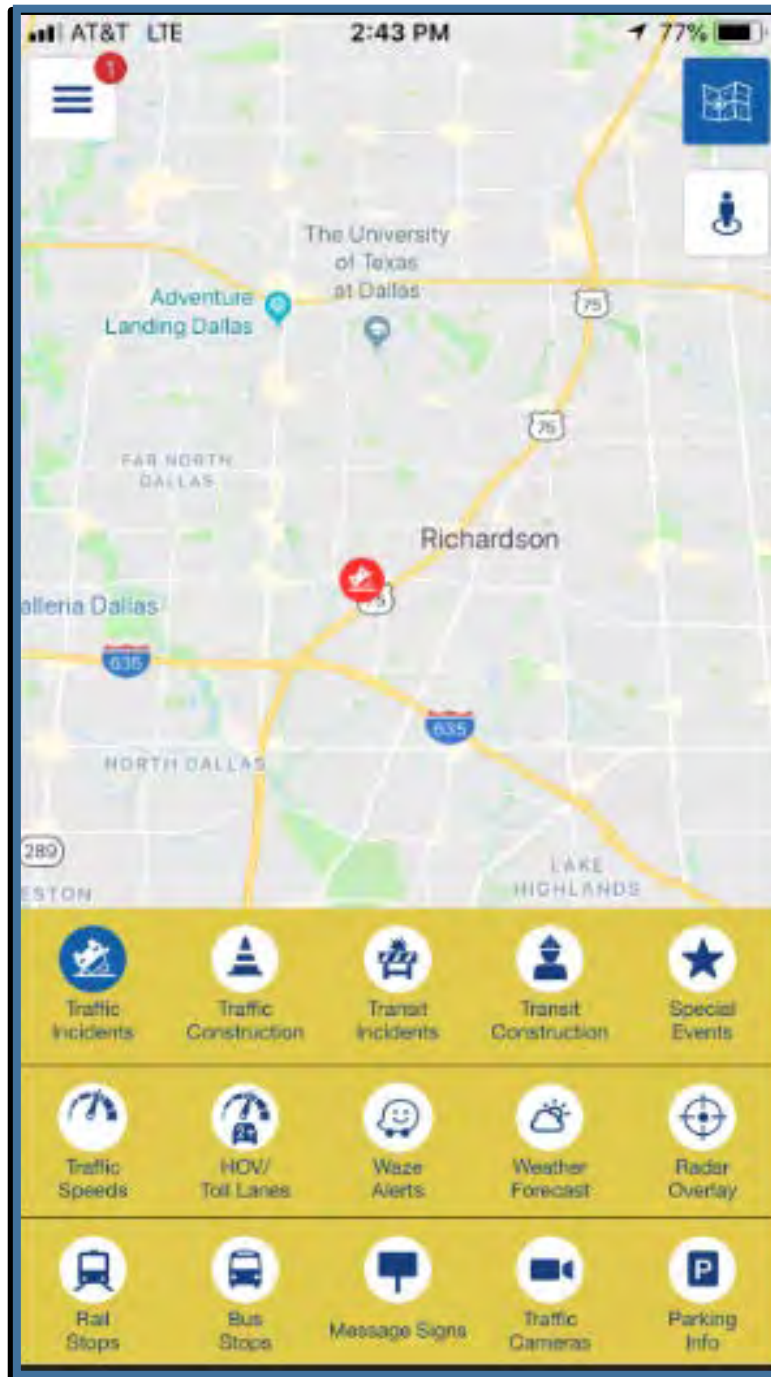 AT&T LTE 2:43 PM 77%
1
The University
of Texas
at Dallas
Adventure
Landing Dallas
75
75
FAR NORTH
DALLAS
Richardson
75
alleria Dallas
635
635
NORTH DALLAS
289
ESTON
LAKE
HIGHLANDS
Traffic
Incidents
Traffic
Construction
Transit
Incidents
Transit
Construction
Special
Events
Traffic
Speeds
2+
HOV/
Toll Lanes
Waze
Alerts
Weather
Forecast
Radar
Overlay
Rail
Stops
Bus
Stops
Message Signs
Traffic
Cameras
P
Parking
Info